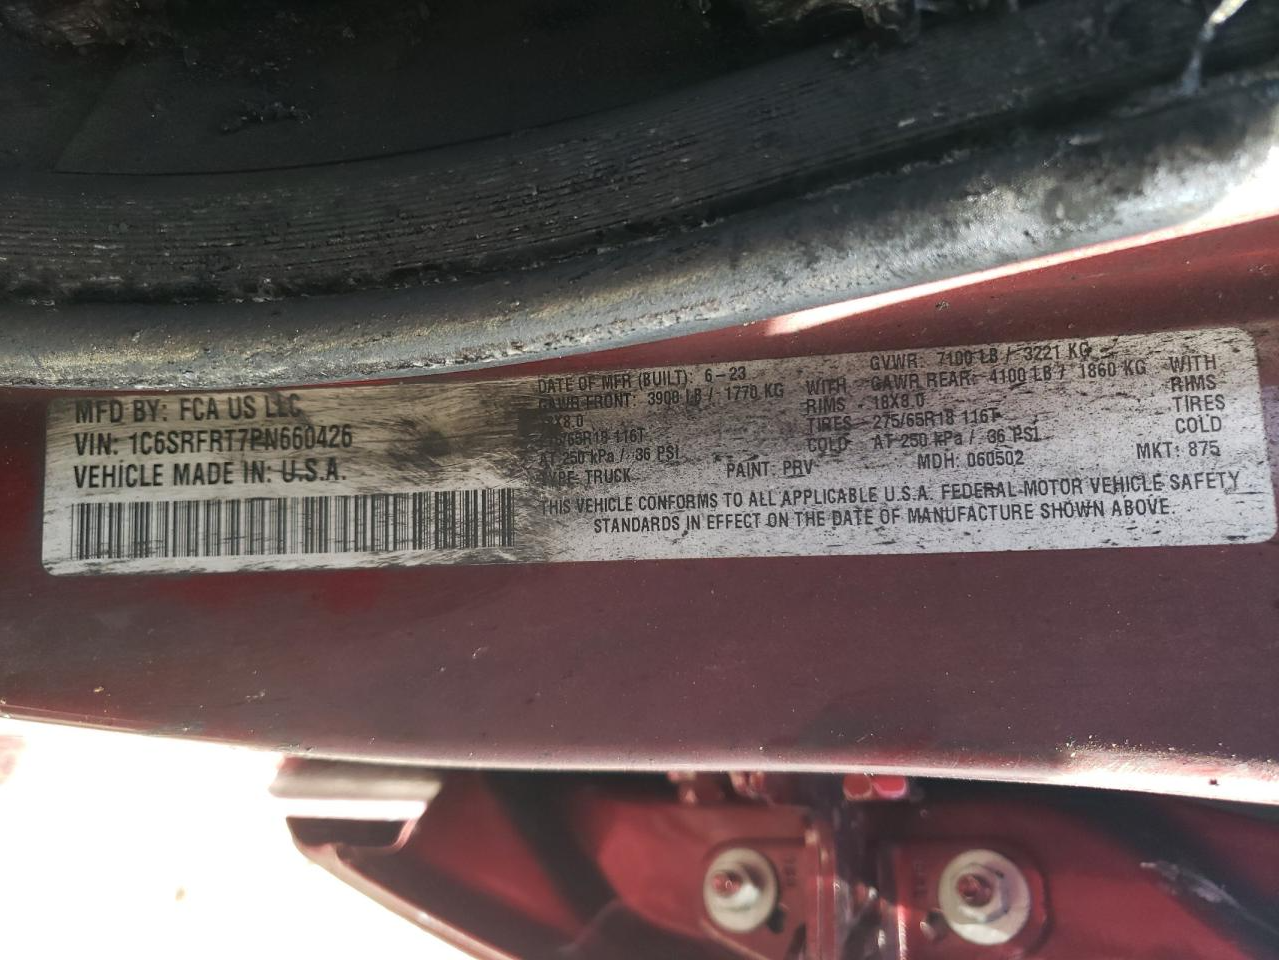 MFD BY: FCA US LLC
VIN: 1C6SRFRT7PN660426
VEHICLE MADE IN: U.S.A.
DATE OF MFR (BUILT): 6-23 GVWR: 7100 LB / 3221 KG
GAWR FRONT: 3900 LB / 1770 KG WITH GAWR REAR: 4100 LB / 1860 KG WITH
X8.0 RIMS 18X8.0 RIMS
275/65R18 116T TIRES 275/65R18 116T TIRES
AT 250 kPa / 36 PSI COLD AT 250 kPa / 36 PSI COLD
TYPE: TRUCK PAINT: PRV MDH: 060502 MKT: 875
THIS VEHICLE CONFORMS TO ALL APPLICABLE U.S.A. FEDERAL MOTOR VEHICLE SAFETY
STANDARDS IN EFFECT ON THE DATE OF MANUFACTURE SHOWN ABOVE.